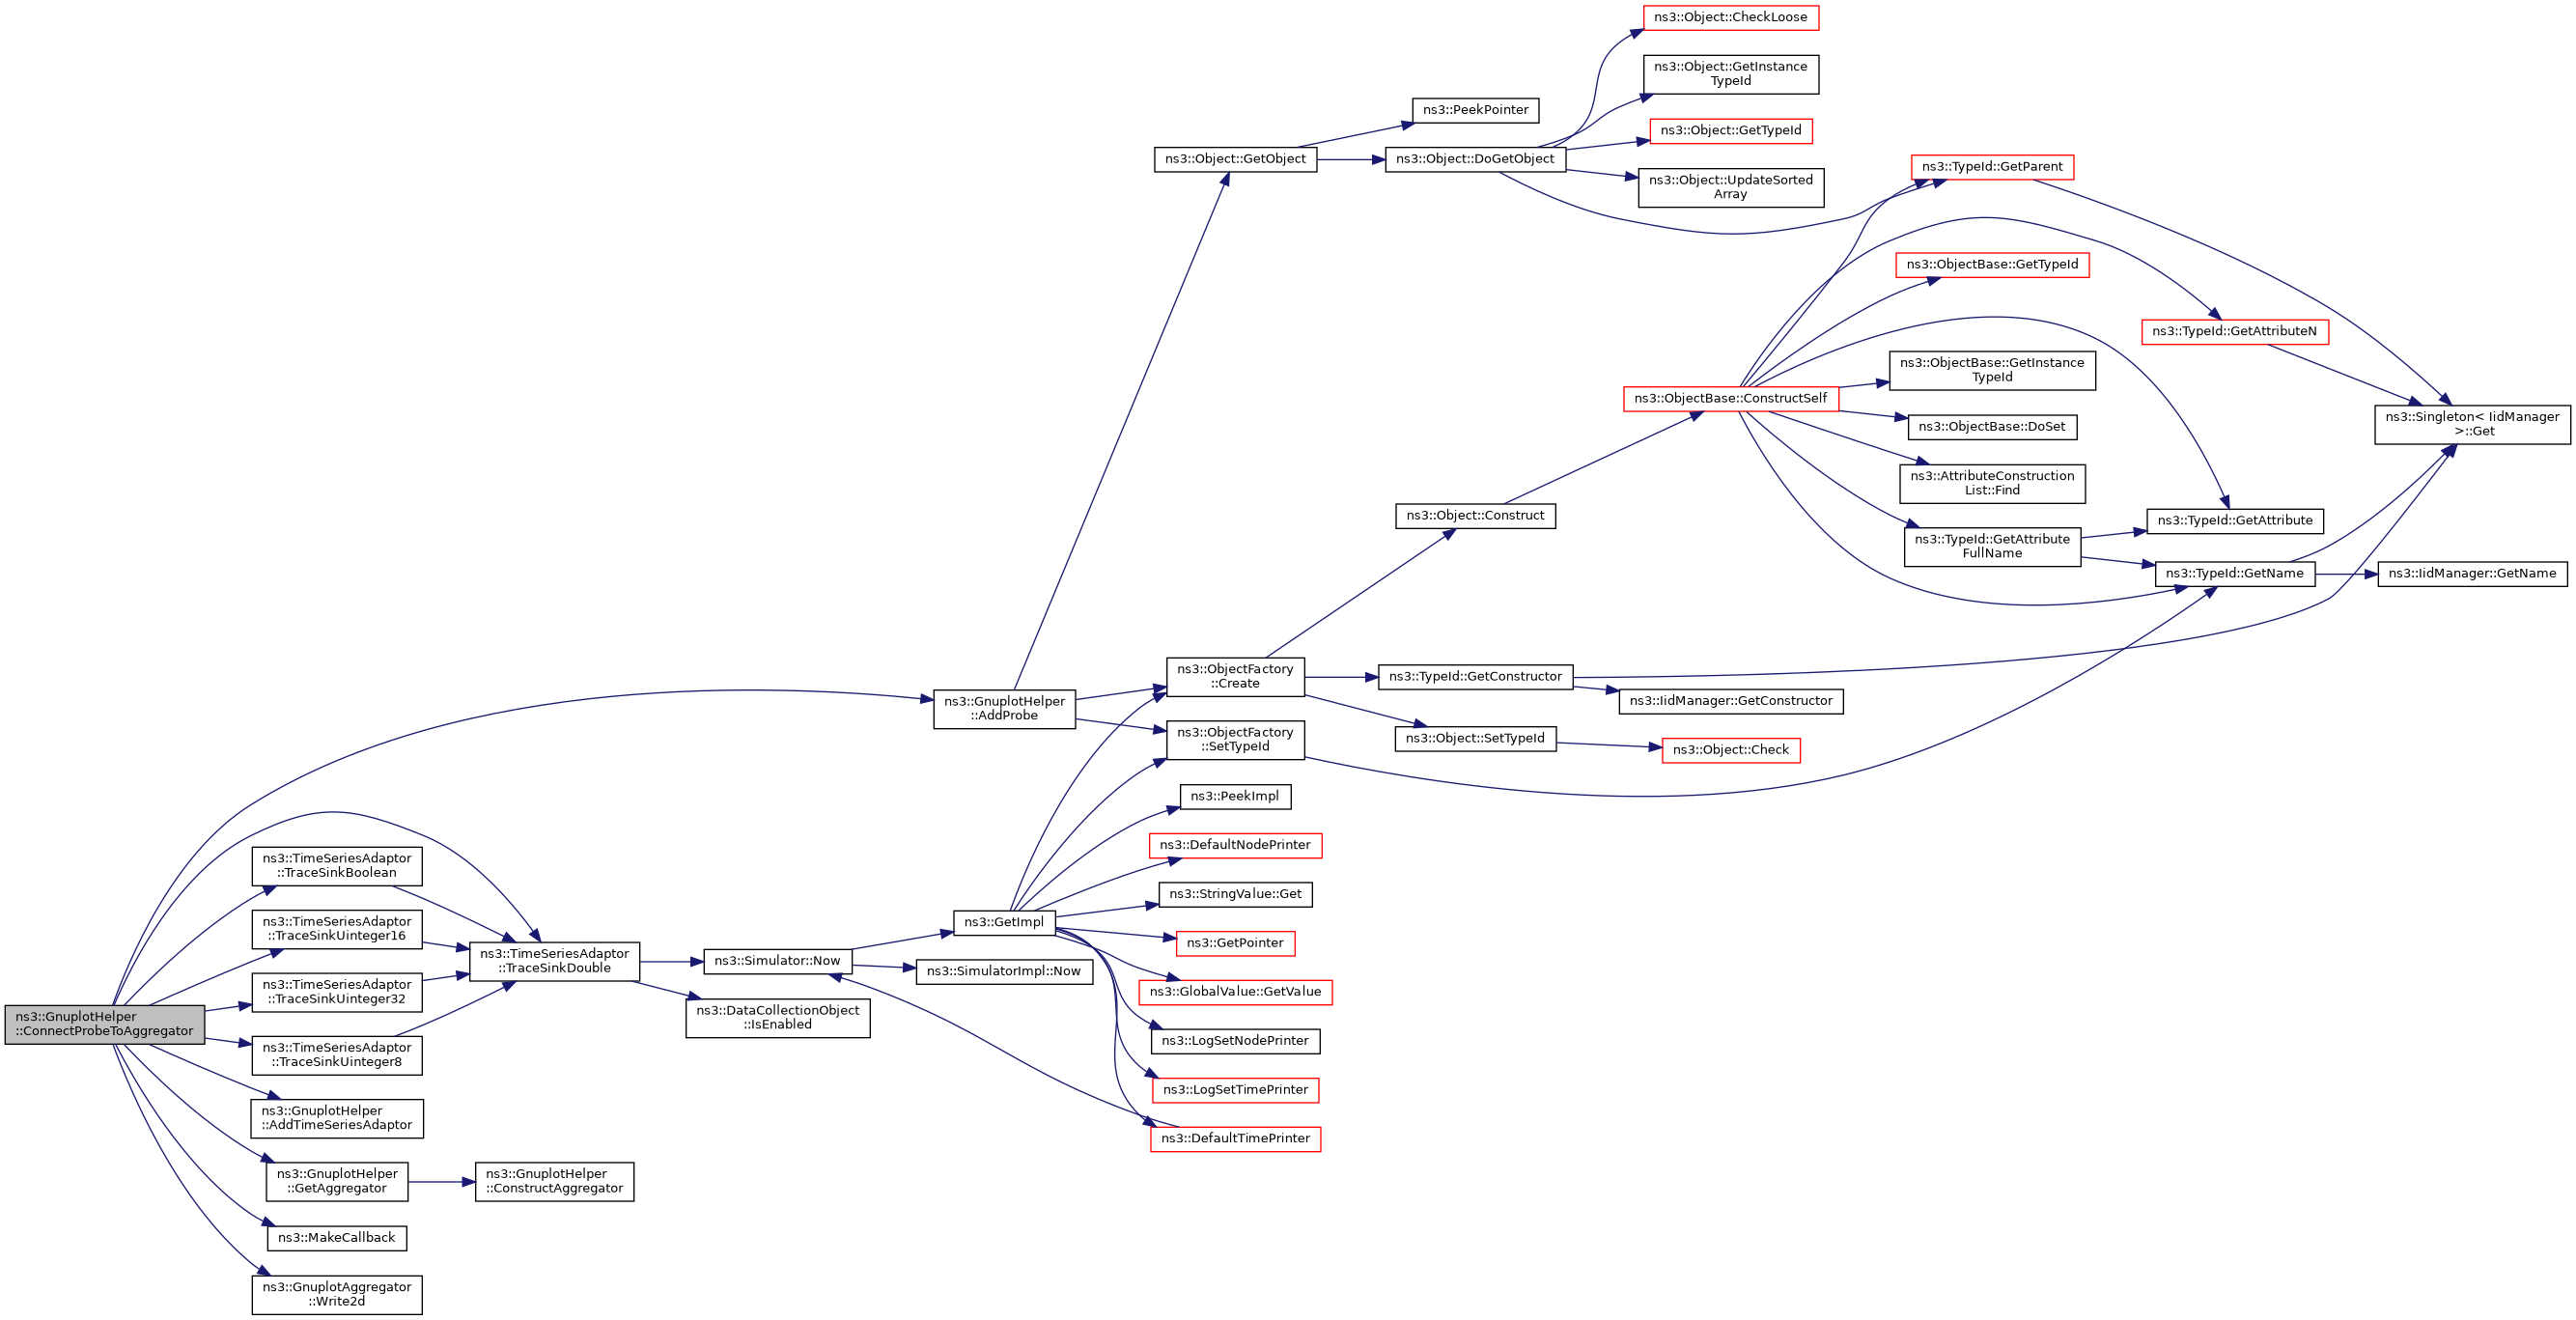 ns3::Object::CheckLoose
ns3::Object::GetInstance
TypeId
ns3::PeekPointer
ns3::Object::GetTypeId
ns3::Object::GetObject
ns3::Object::DoGetObject
ns3::TypeId::GetParent
ns3::Object::UpdateSorted
Array
ns3::ObjectBase::GetTypeId
ns3::TypeId::GetAttributeN
ns3::ObjectBase::GetInstance
TypeId
ns3::ObjectBase::ConstructSelf
ns3::Singleton< IidManager
>::Get
ns3::ObjectBase::DoSet
ns3::AttributeConstruction
List::Find
ns3::Object::Construct
ns3::TypeId::GetAttribute
ns3::TypeId::GetAttribute
FullName
ns3::TypeId::GetName
ns3::IidManager::GetName
ns3::ObjectFactory
::Create
ns3::TypeId::GetConstructor
ns3::GnuplotHelper
::AddProbe
ns3::IidManager::GetConstructor
ns3::ObjectFactory
::SetTypeId
ns3::Object::SetTypeId
ns3::Object::Check
ns3::PeekImpl
ns3::DefaultNodePrinter
ns3::TimeSeriesAdaptor
::TraceSinkBoolean
ns3::StringValue::Get
ns3::TimeSeriesAdaptor
::TraceSinkUinteger16
ns3::GetImpl
ns3::GetPointer
ns3::TimeSeriesAdaptor
::TraceSinkDouble
ns3::Simulator::Now
ns3::SimulatorImpl::Now
ns3::TimeSeriesAdaptor
::TraceSinkUinteger32
ns3::GlobalValue::GetValue
ns3::DataCollectionObject
::IsEnabled
ns3::GnuplotHelper
::ConnectProbeToAggregator
ns3::LogSetNodePrinter
ns3::TimeSeriesAdaptor
::TraceSinkUinteger8
ns3::LogSetTimePrinter
ns3::GnuplotHelper
::AddTimeSeriesAdaptor
ns3::DefaultTimePrinter
ns3::GnuplotHelper
::GetAggregator
ns3::GnuplotHelper
::ConstructAggregator
ns3::MakeCallback
ns3::GnuplotAggregator
::Write2d